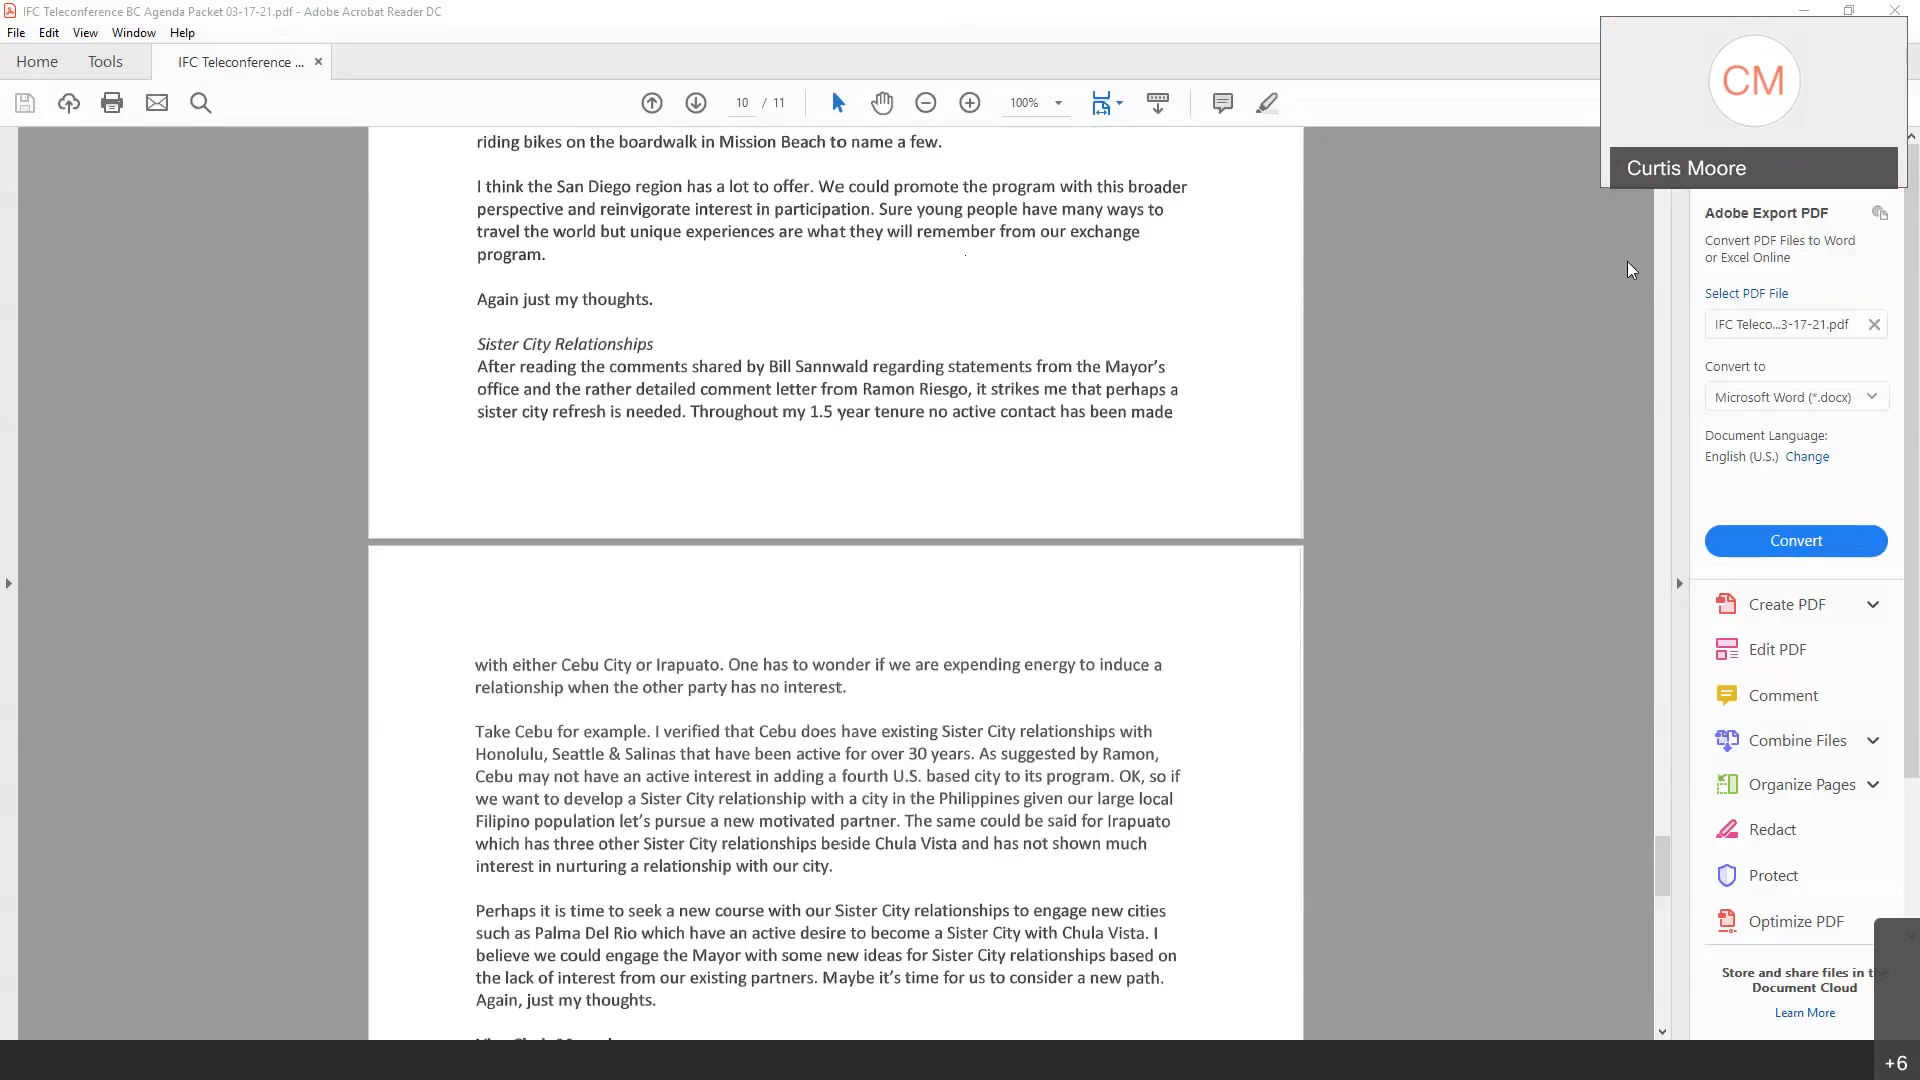 IFC Teleconference BC Agenda Packet 03-17-21.pdf - Adobe Acrobat Reader DC
File Edit View Window Help
Home Tools IFC Teleconference ... ×
10 / 11 100%
CM
Curtis Moore
riding bikes on the boardwalk in Mission Beach to name a few.
I think the San Diego region has a lot to offer. We could promote the program with this broader
perspective and reinvigorate interest in participation. Sure young people have many ways to
travel the world but unique experiences are what they will remember from our exchange
program.
Again just my thoughts.
Sister City Relationships
After reading the comments shared by Bill Sannwald regarding statements from the Mayor's
office and the rather detailed comment letter from Ramon Riesgo, it strikes me that perhaps a
sister city refresh is needed. Throughout my 1.5 year tenure no active contact has been made
with either Cebu City or Irapuato. One has to wonder if we are expending energy to induce a
relationship when the other party has no interest.
Take Cebu for example. I verified that Cebu does have existing Sister City relationships with
Honolulu, Seattle & Salinas that have been active for over 30 years. As suggested by Ramon,
Cebu may not have an active interest in adding a fourth U.S. based city to its program. OK, so if
we want to develop a Sister City relationship with a city in the Philippines given our large local
Filipino population let's pursue a new motivated partner. The same could be said for Irapuato
which has three other Sister City relationships beside Chula Vista and has not shown much
interest in nurturing a relationship with our city.
Perhaps it is time to seek a new course with our Sister City relationships to engage new cities
such as Palma Del Rio which have an active desire to become a Sister City with Chula Vista. I
believe we could engage the Mayor with some new ideas for Sister City relationships based on
the lack of interest from our existing partners. Maybe it's time for us to consider a new path.
Again, just my thoughts.
Adobe Export PDF
Convert PDF Files to Word
or Excel Online
Select PDF File
IFC Teleco...3-17-21.pdf
Convert to
Microsoft Word (*.docx)
Document Language:
English (U.S.) Change
Convert
Create PDF
Edit PDF
Comment
Combine Files
Organize Pages
Redact
Protect
Optimize PDF
Store and share files in the
Document Cloud
Learn More
+6